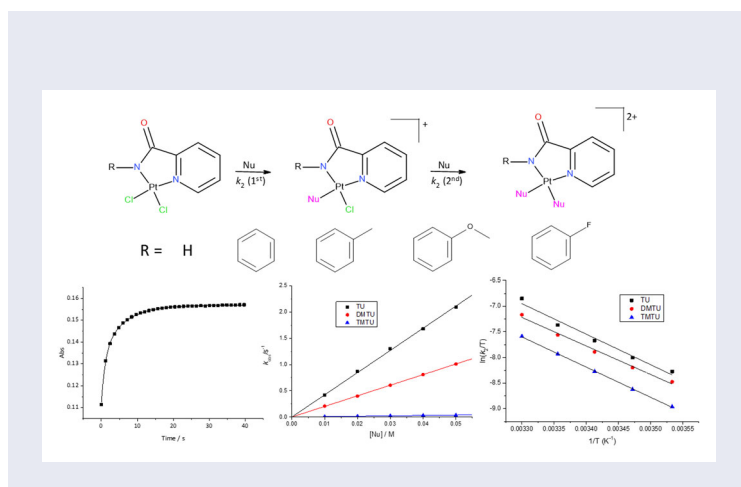 O
O
O
+
2+
R N
N
Pt
Cl
Cl
Nu
k2 (1st)
R N
N
Pt
Nu
Cl
Nu
k2 (2nd)
R N
N
Pt
Nu
Nu
R = H
O
F
0.16
0.15
0.14
0.13
0.12
0.11
Abs
0 10 20 30 40
Time / s
2.5
2.0
1.5
1.0
0.5
0.0
TU
DMTU
TMTU
0.00 0.01 0.02 0.03 0.04 0.05
[Nu] / M
-6.5
-7.0
-7.5
-8.0
-8.5
-9.0
ln(k2/T)
TU
DMTU
TMTU
0.00330 0.00335 0.00340 0.00345 0.00350 0.00355
1/T (K-1)